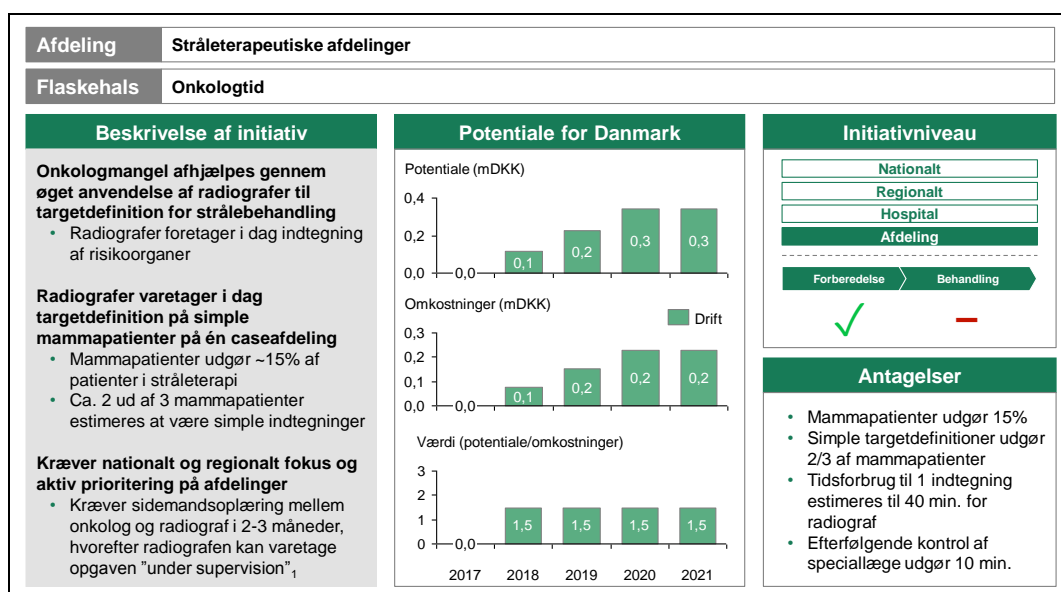 Afdeling
Stråleterapeutiske afdelinger
Flaskehals
Onkologtid
Beskrivelse af initiativ
Onkologmangel afhjælpes gennem
øget anvendelse af radiografer til
targetdefinition for strålebehandling
• Radiografer foretager i dag indtegning
af risikoorganer
Radiografer varetager i dag
targetdefinition på simple
mammapatienter på én caseafdeling
• Mammapatienter udgør ~15% af
patienter i stråleterapi
• Ca. 2 ud af 3 mammapatienter
estimeres at være simple indtegninger
Kræver nationalt og regionalt fokus og
aktiv prioritering på afdelinger
• Kræver sidemandsoplæring mellem
onkolog og radiograf i 2-3 måneder,
hvorefter radiografen kan varetage
opgaven ”under supervision”1
Potentiale for Danmark
Potentiale (mDKK)
0,4
0,2
0,0
0,0
0,1
0,2
0,3
0,3
Omkostninger (mDKK)
Drift
0,3
0,2
0,1
0,0
0,0
0,1
0,2
0,2
0,2
Værdi (potentiale/omkostninger)
3
2
1
0
0,0
1,5
1,5
1,5
1,5
2017
2018
2019
2020
2021
Initiativniveau
Nationalt
Regionalt
Hospital
Afdeling
Forberedelse
Behandling
Antagelser
• Mammapatienter udgør 15%
• Simple targetdefinitioner udgør
2/3 af mammapatienter
• Tidsforbrug til 1 indtegning
estimeres til 40 min. for
radiograf
• Efterfølgende kontrol af
speciallæge udgør 10 min.